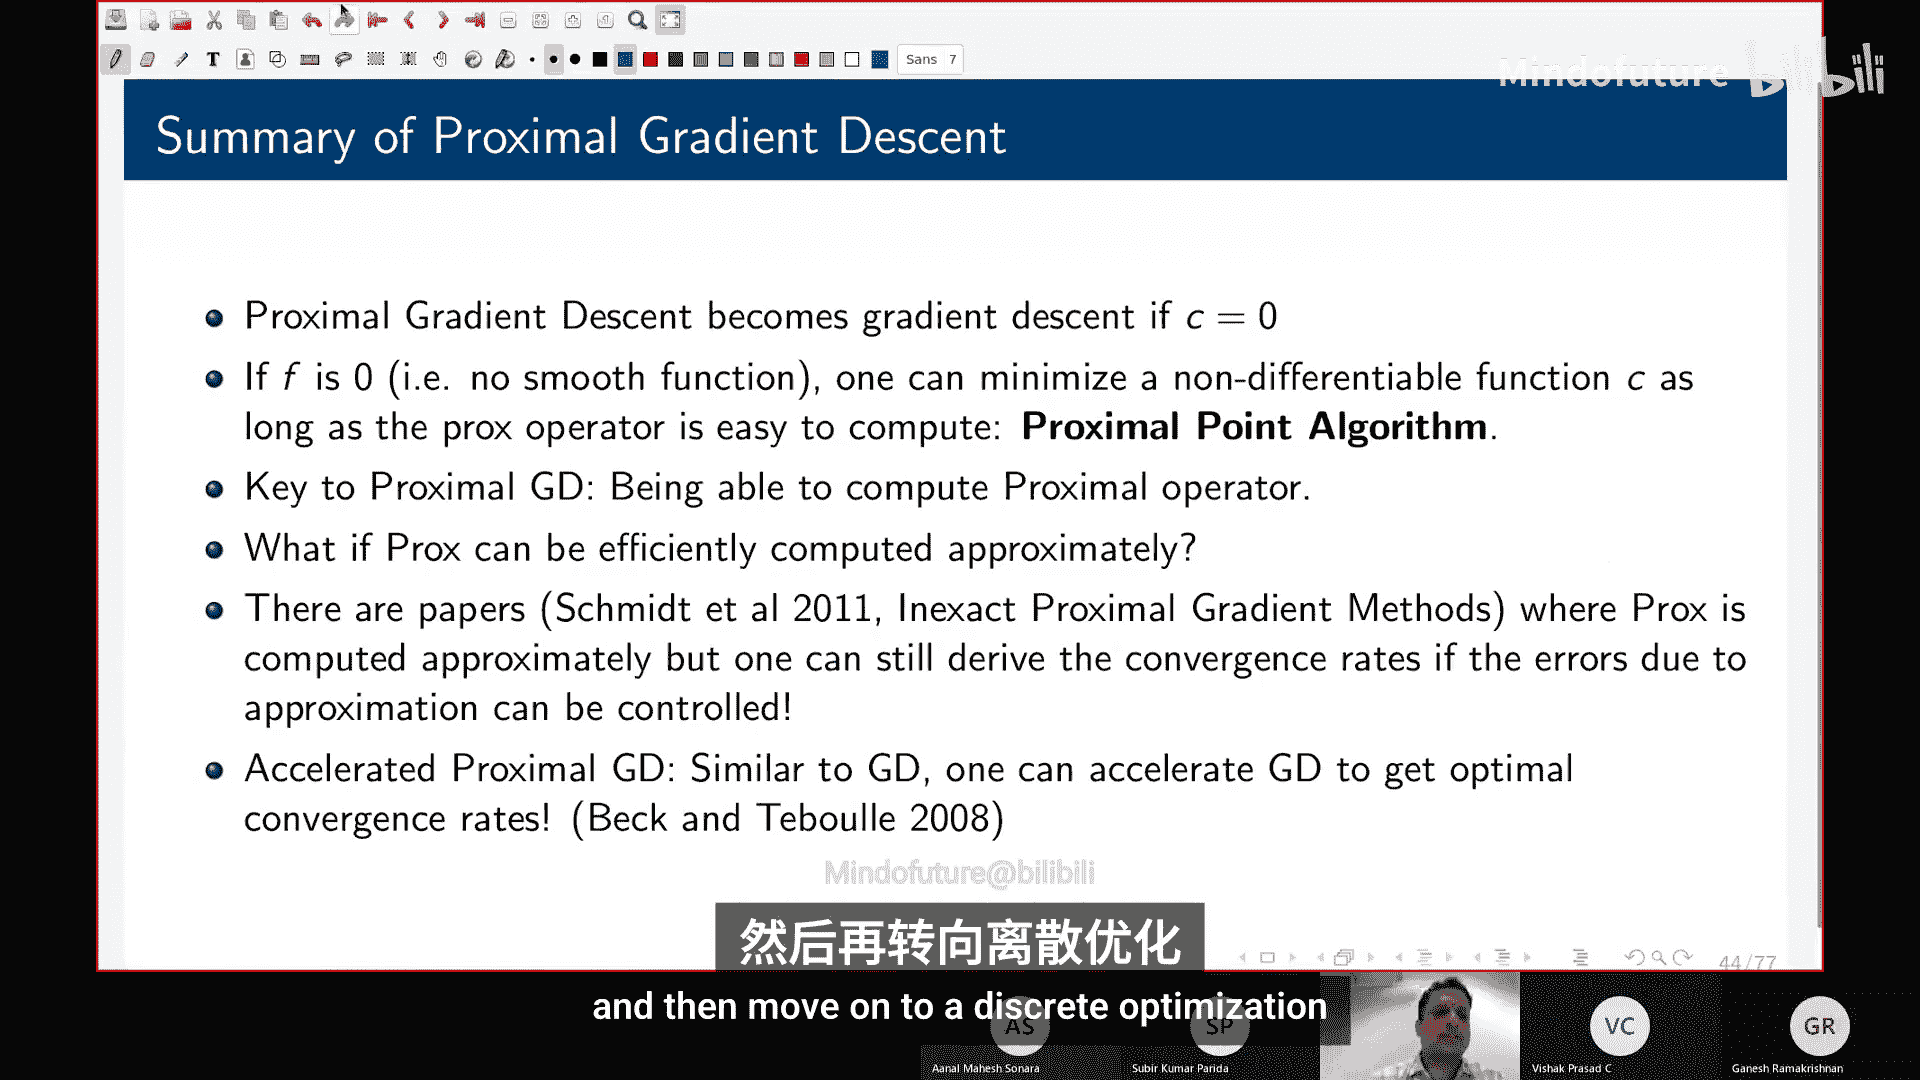 Sans 7
Mindofuture bilibili
Summary of Proximal Gradient Descent
Proximal Gradient Descent becomes gradient descent if c = 0
If f is 0 (i.e. no smooth function), one can minimize a non-differentiable function c as
long as the prox operator is easy to compute: Proximal Point Algorithm.
Key to Proximal GD: Being able to compute Proximal operator.
What if Prox can be efficiently computed approximately?
There are papers (Schmidt et al 2011, Inexact Proximal Gradient Methods) where Prox is
computed approximately but one can still derive the convergence rates if the errors due to
approximation can be controlled!
Accelerated Proximal GD: Similar to GD, one can accelerate GD to get optimal
convergence rates! (Beck and Teboulle 2008)
Mindofuture@bilibili
然后再转向离散优化
44/77
and then move on to a discrete optimization
AS
SP
VC
GR
Aanal Mahesh Sonara
Subir Kumar Parida
Vishak Prasad C
Ganesh Ramakrishnan